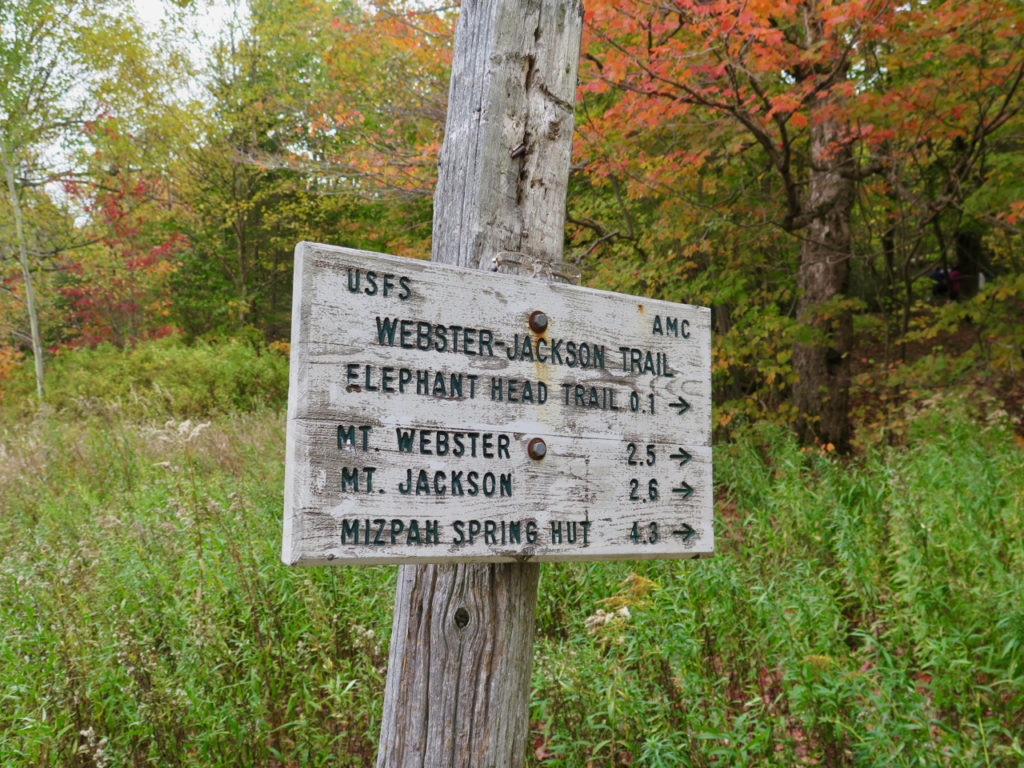 USFS
AMC
WEBSTER-JACKSON TRAIL
ELEPHANT HEAD TRAIL 0.1 →
MT. WEBSTER 2.5 →
MT. JACKSON 2.6 →
MIZPAH SPRING HUT 4.3 →